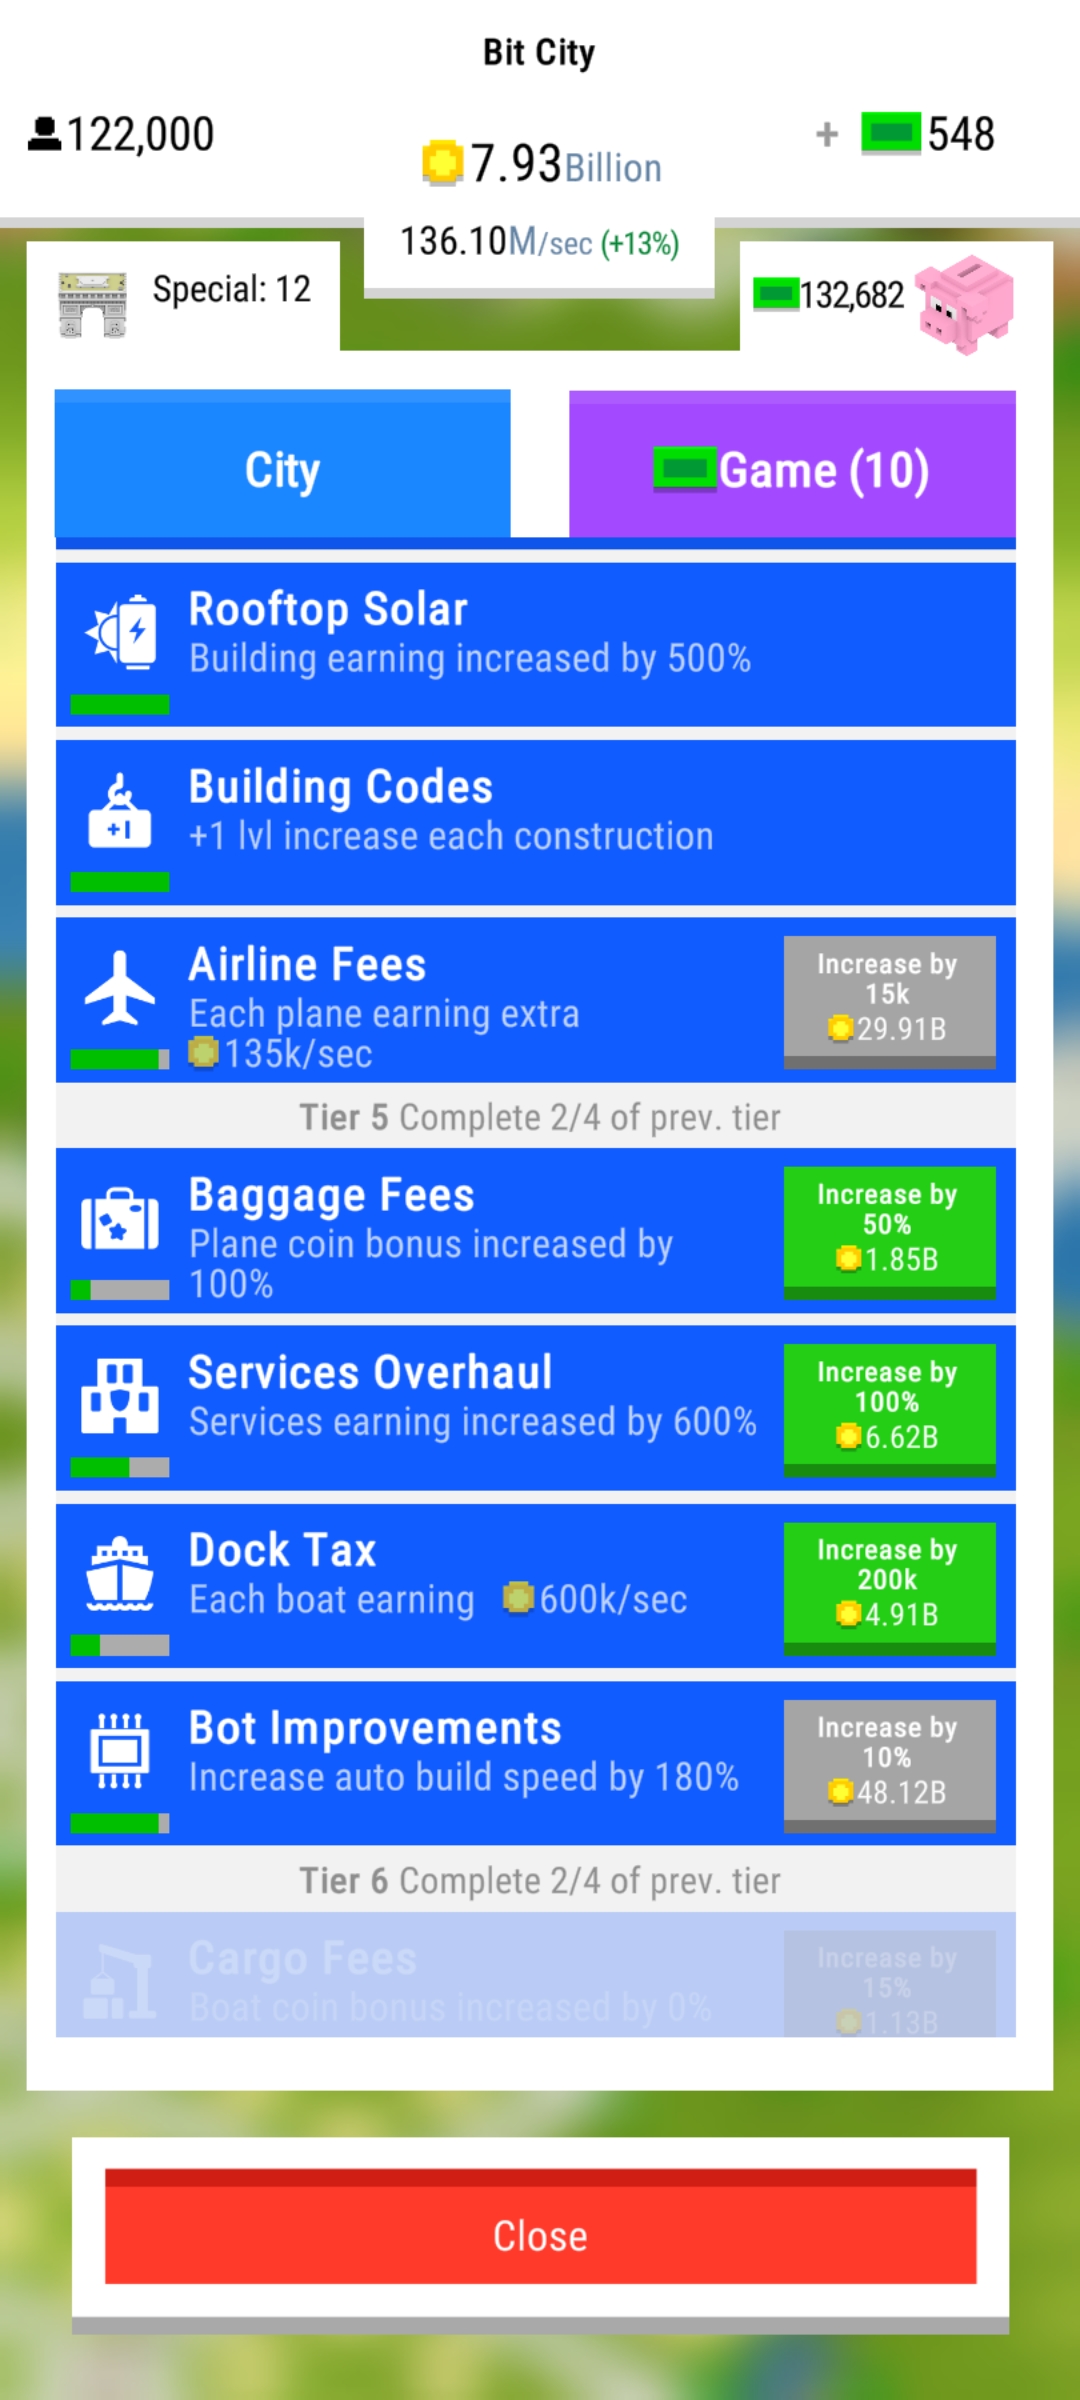 Bit City
122,000
7.93Billion
+ 548
136.10M/sec (+13%)
Special: 12
132,682
City
Game (10)
Rooftop Solar
Building earning increased by 500%
Building Codes
+1
+1 lvl increase each construction
Airline Fees
Each plane earning extra
135k/sec
Increase by
15k
29.91B
Tier 5 Complete 2/4 of prev. tier
Baggage Fees
Plane coin bonus increased by
100%
Increase by
50%
1.85B
Services Overhaul
Services earning increased by 600%
Increase by
100%
6.62B
Dock Tax
Each boat earning 600k/sec
Increase by
200k
4.91B
Bot Improvements
Increase auto build speed by 180%
Increase by
10%
48.12B
Tier 6 Complete 2/4 of prev. tier
Cargo Fees
Boat coin bonus increased by 0%
Increase by
15%
1.13B
Close